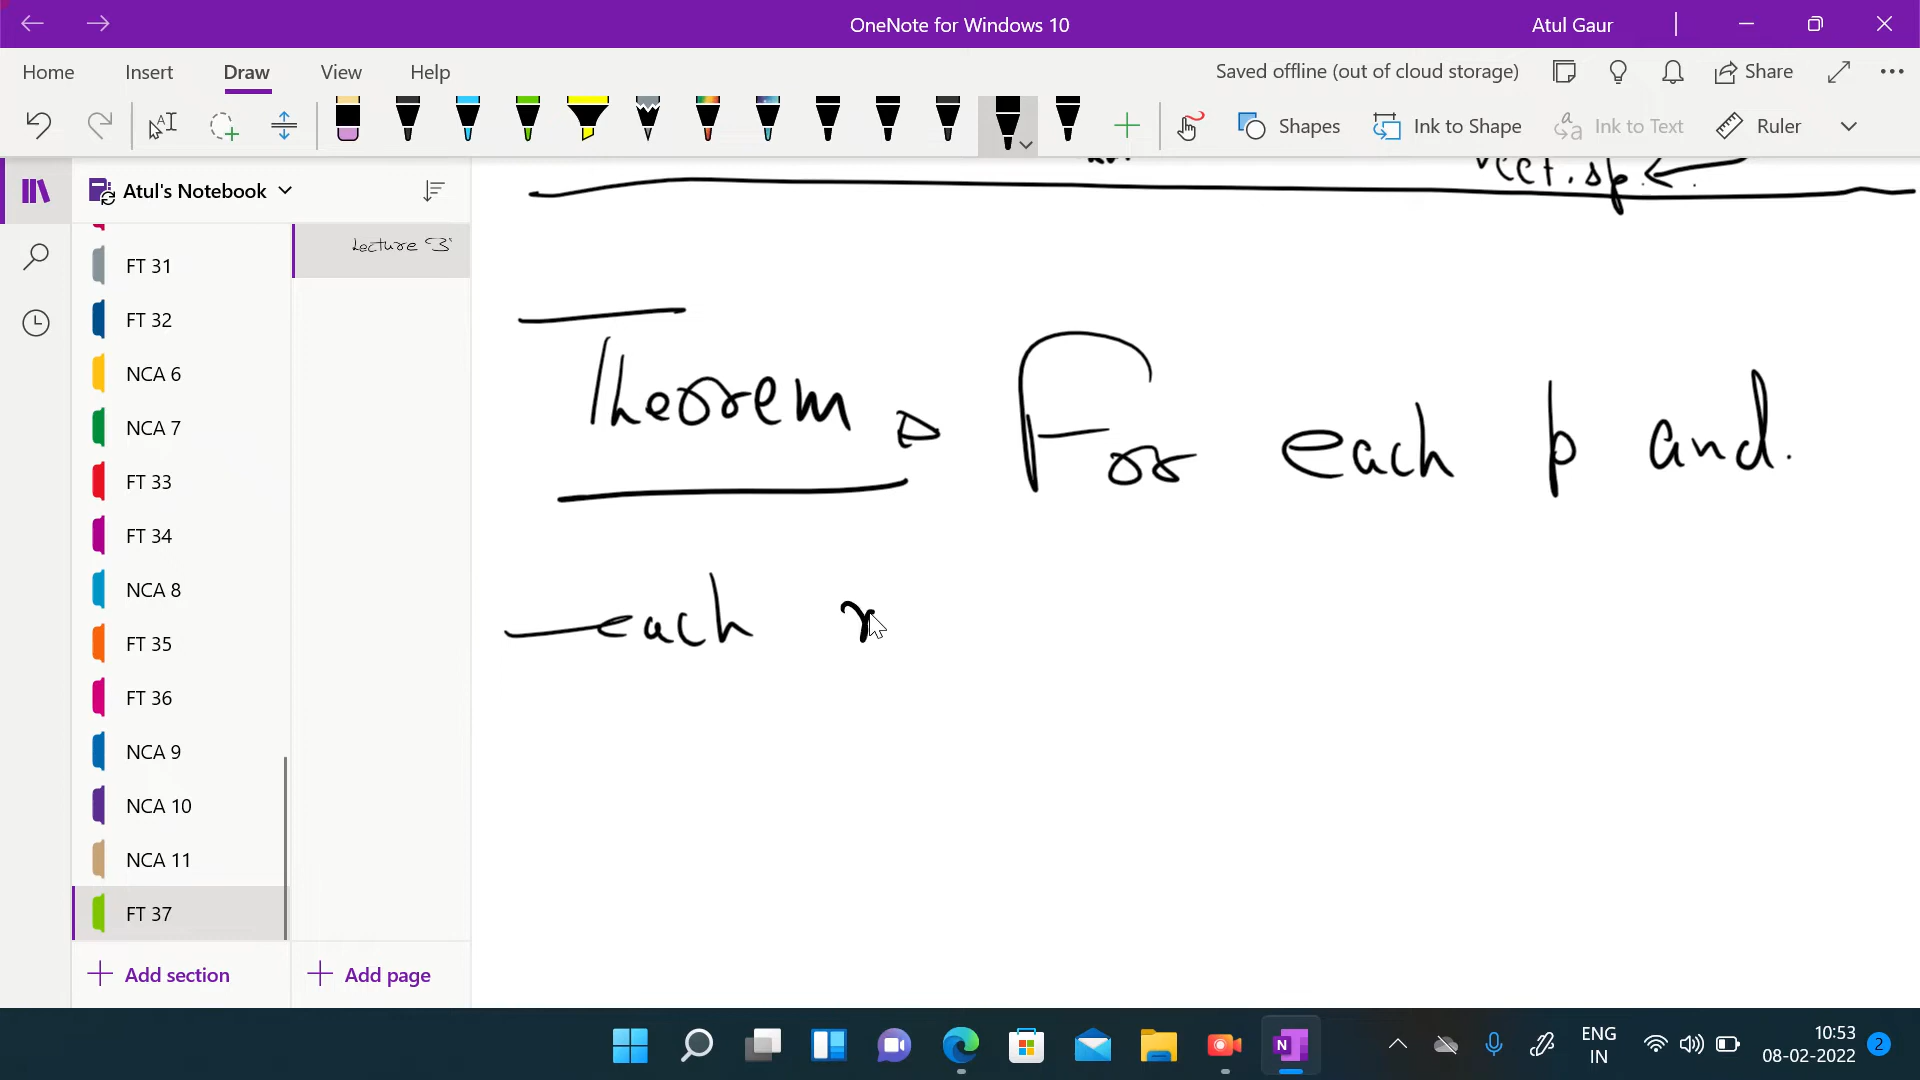 OneNote for Windows 10
Atul Gaur
Home Insert Draw View Help
Saved offline (out of cloud storage)
Share
Shapes
Ink to Shape
Ink to Text
Ruler
Atul's Notebook
Lecture
FT 31
FT 32
NCA 6
NCA 7
FT 33
FT 34
NCA 8
FT 35
FT 36
NCA 9
NCA 10
NCA 11
FT 37
Add section
Add page
vect. sp.
Theorem For each p and.
each
ENG
IN
10:53
08-02-2022
2